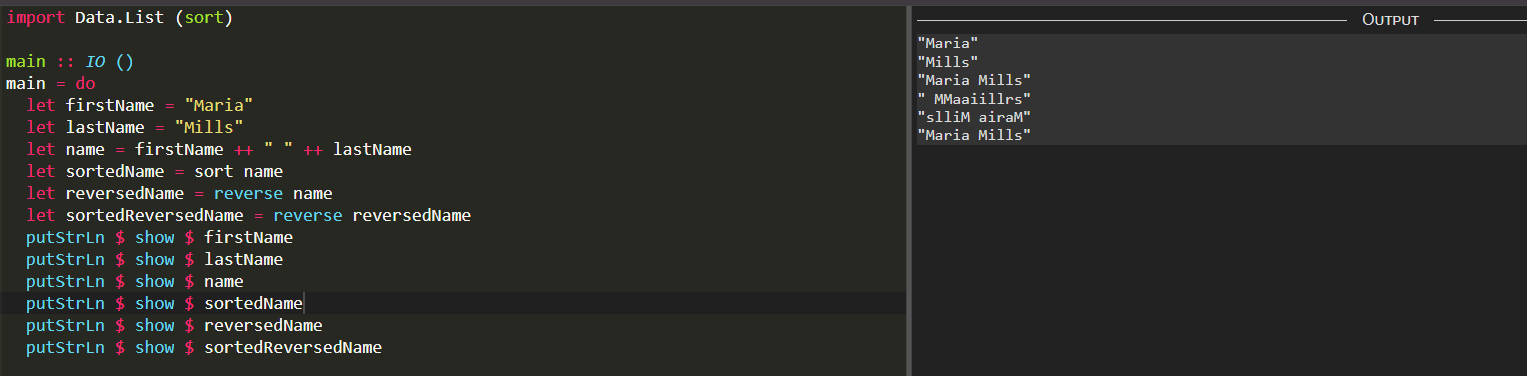 import Data.List (sort)

main :: IO ()
main = do
  let firstName = "Maria"
  let lastName = "Mills"
  let name = firstName ++ " " ++ lastName
  let sortedName = sort name
  let reversedName = reverse name
  let sortedReversedName = reverse reversedName
  putStrLn $ show $ firstName
  putStrLn $ show $ lastName
  putStrLn $ show $ name
  putStrLn $ show $ sortedName
  putStrLn $ show $ reversedName
  putStrLn $ show $ sortedReversedName
Output
"Maria"
"Mills"
"Maria Mills"
" MMaaiillrs"
"slliM airaM"
"Maria Mills"